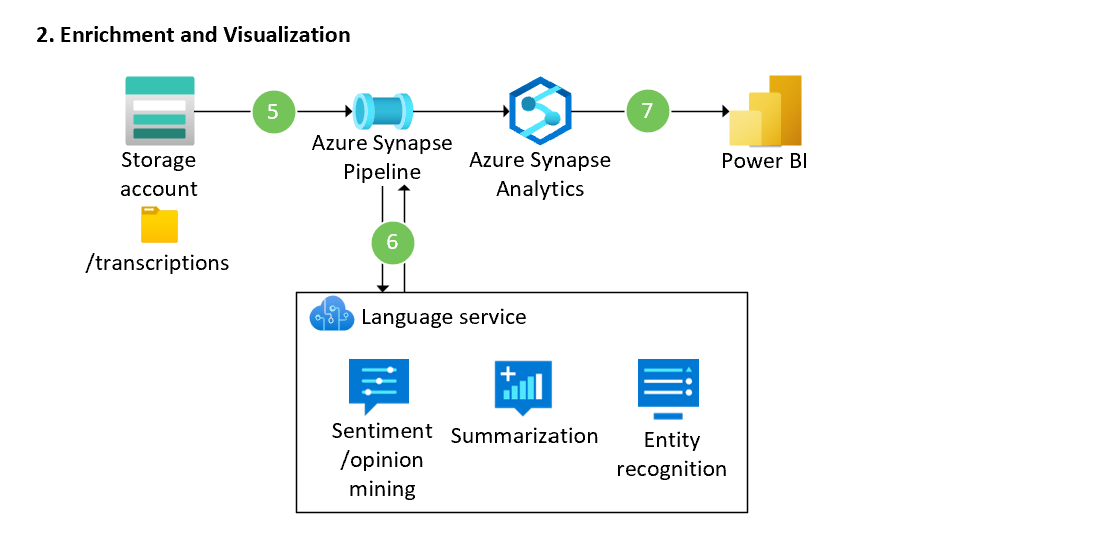 2. Enrichment and Visualization
5
7
Azure Synapse
Pipeline
Storage
account
Azure Synapse
Analytics
Power BI
/transcriptions
6
Language service
Sentiment
/opinion
mining
Summarization
Entity
recognition